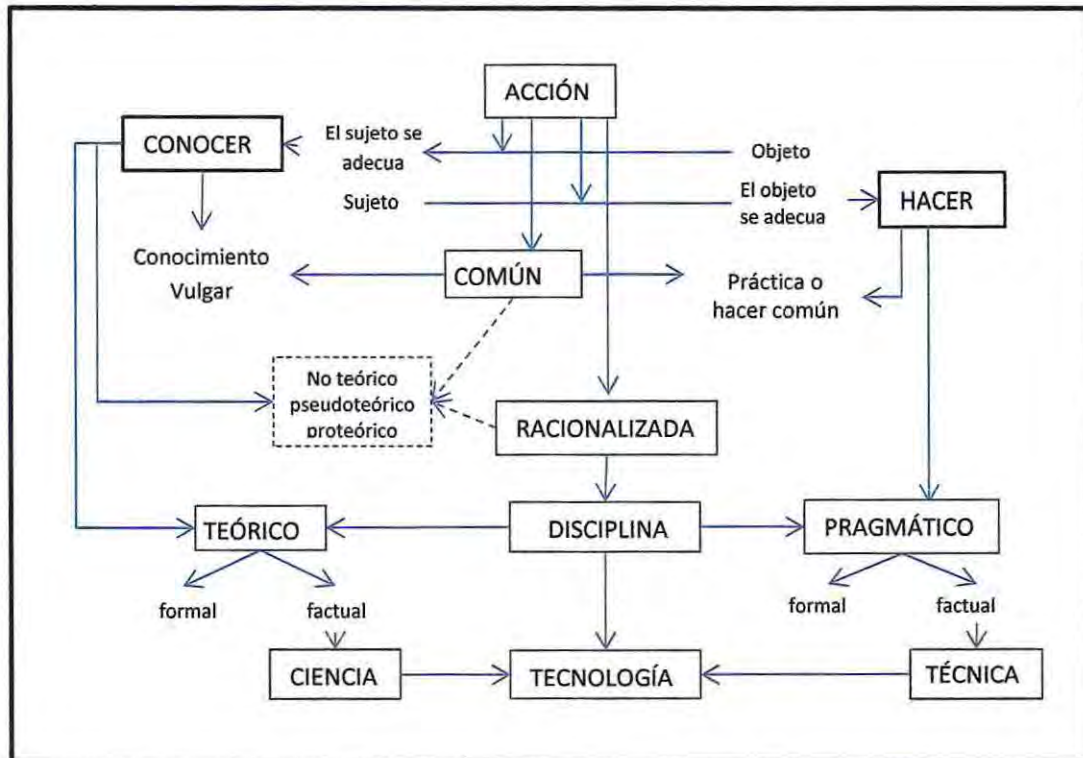 ACCIÓN
CONOCER
El sujeto se
adecua
Objeto
Sujeto
El objeto
se adecua
HACER
Conocimiento
Vulgar
COMÚN
Práctica o
hacer común
No teórico
pseudoteórico
proteórico
RACIONALIZADA
TEÓRICO
DISCIPLINA
PRAGMÁTICO
formal
factual
formal
factual
CIENCIA
TECNOLOGÍA
TÉCNICA